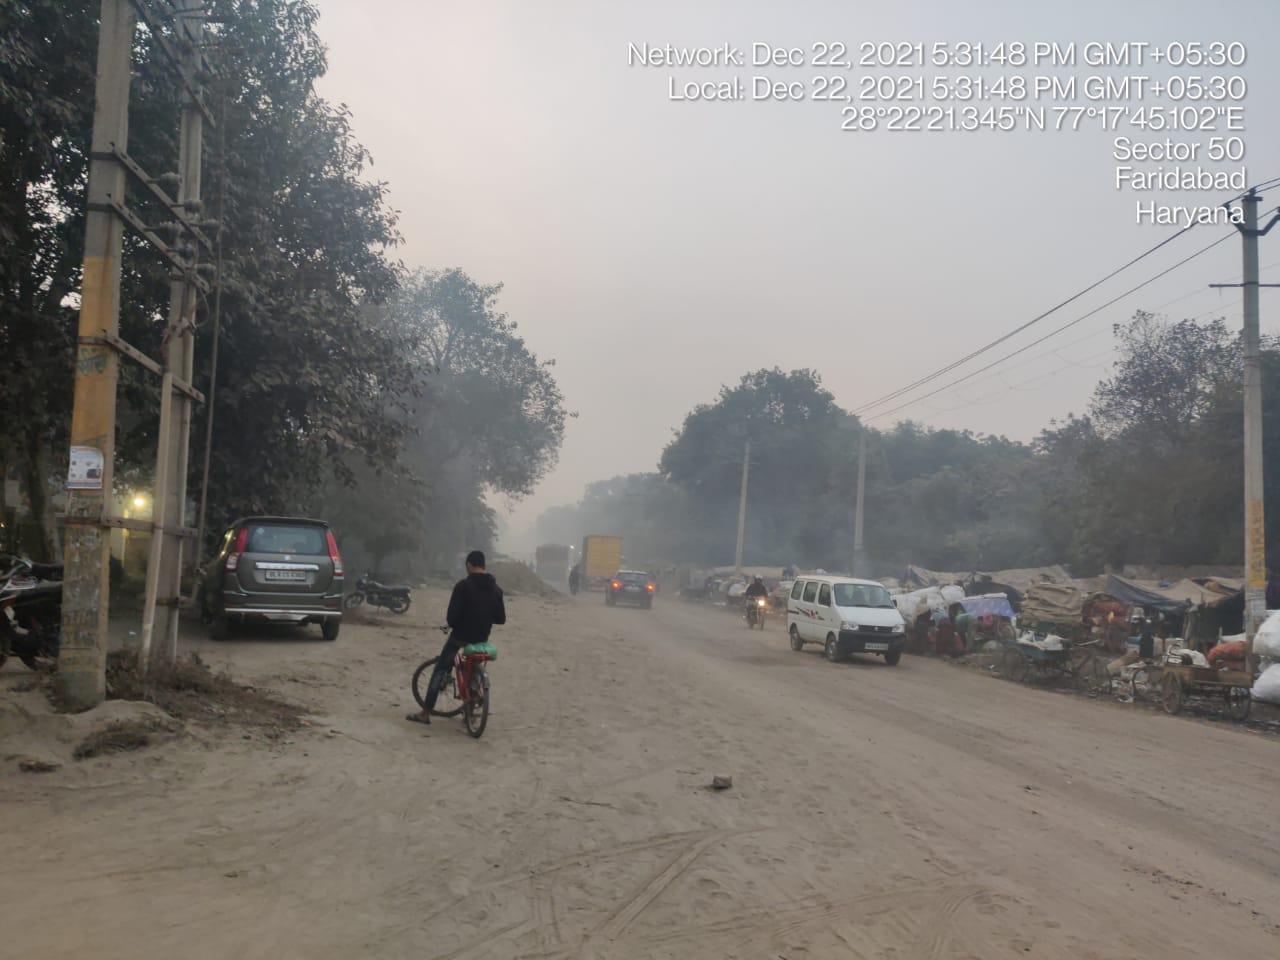 Network: Dec 22, 2021 5:31:48 PM GMT+05:30
Local: Dec 22, 2021 5:31:48 PM GMT+05:30
28°22'21.345"N 77°17'45.102"E
Sector 50
Faridabad
Haryana